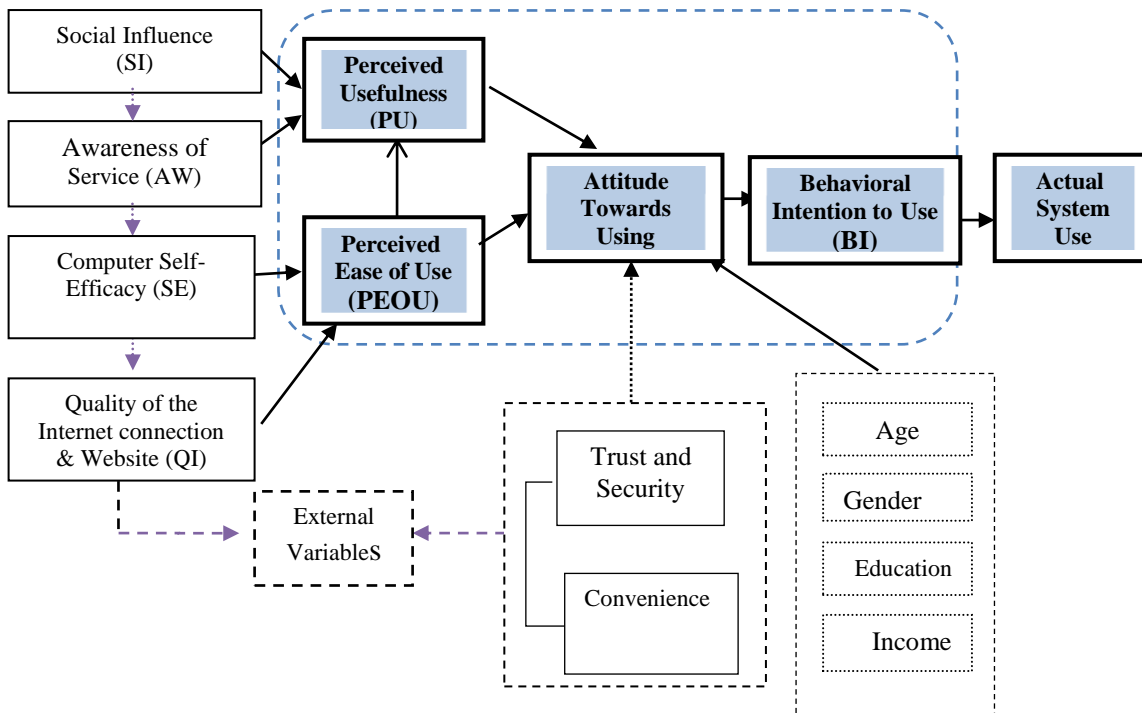 Social Influence
(SI)
Awareness of
Service (AW)
Computer Self-
Efficacy (SE)
Quality of the
Internet connection
& Website (QI)
Perceived
Usefulness
(PU)
Perceived
Ease of Use
(PEOU)
Attitude
Towards
Using
Behavioral
Intention to Use
(BI)
Actual
System
Use
External
VariableS
Trust and
Security
Convenience
Age
Gender
Education
Income